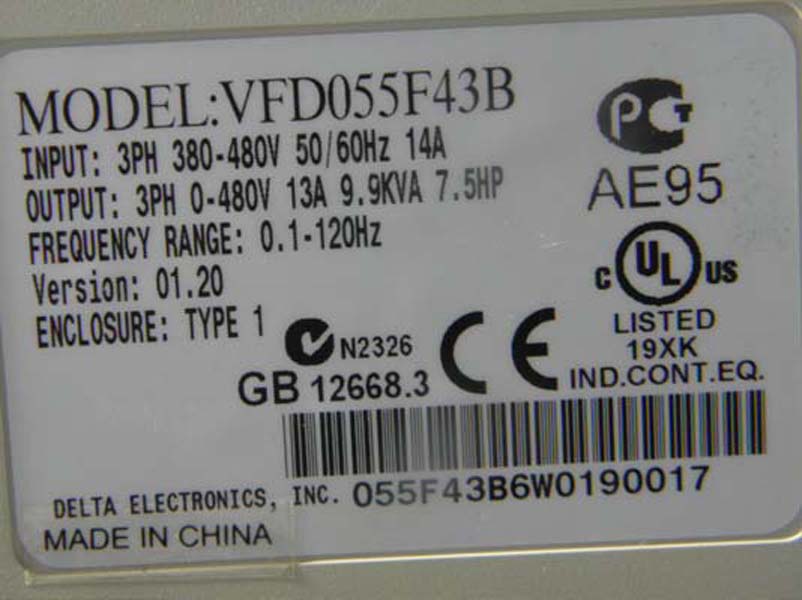 MODEL:VFD055F43B
INPUT: 3PH 380-480V 50/60Hz 14A
OUTPUT: 3PH 0-480V 13A 9.9KVA 7.5HP
FREQUENCY RANGE: 0.1-120Hz
Version: 01.20
ENCLOSURE: TYPE 1
PCT
AE95
C UL US
LISTED
19XK
IND.CONT.EQ.
N2326
CE
GB 12668.3
055F43B6W0190017
DELTA ELECTRONICS, INC.
MADE IN CHINA